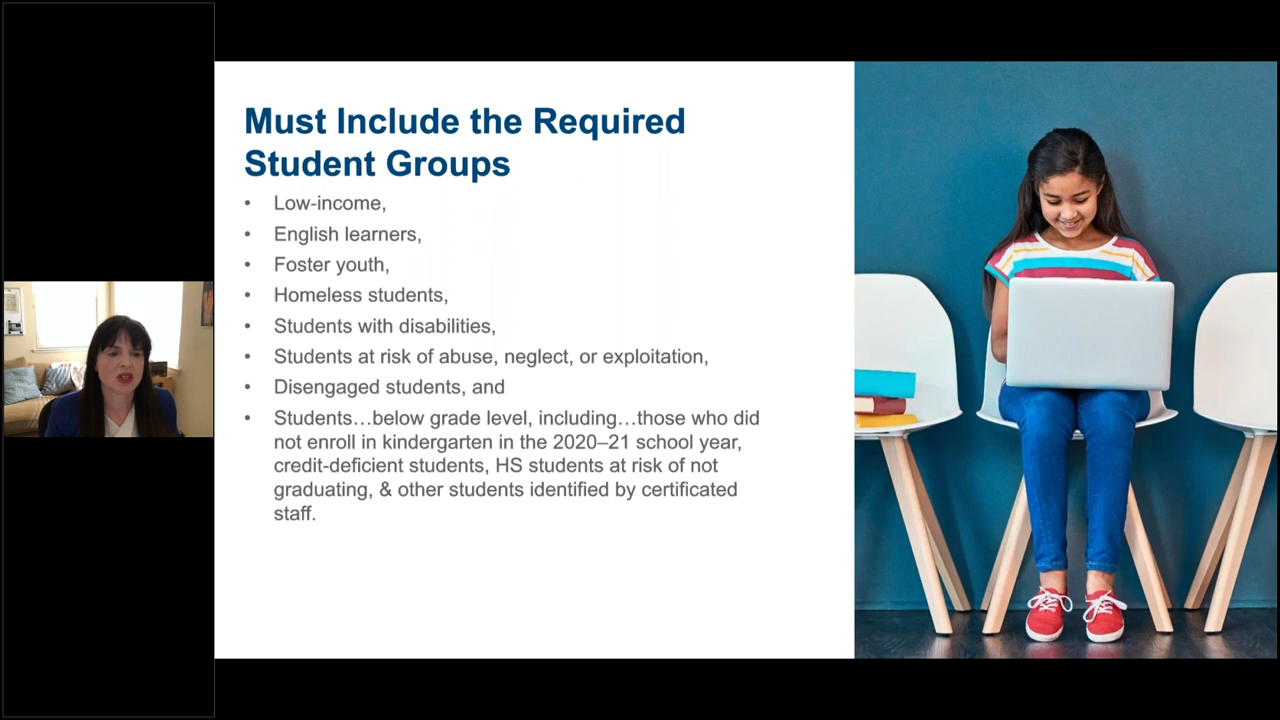 Must Include the Required
Student Groups
• Low-income,
• English learners,
• Foster youth,
• Homeless students,
• Students with disabilities,
• Students at risk of abuse, neglect, or exploitation,
• Disengaged students, and
• Students…below grade level, including…those who did
not enroll in kindergarten in the 2020–21 school year,
credit-deficient students, HS students at risk of not
graduating, & other students identified by certificated
staff.